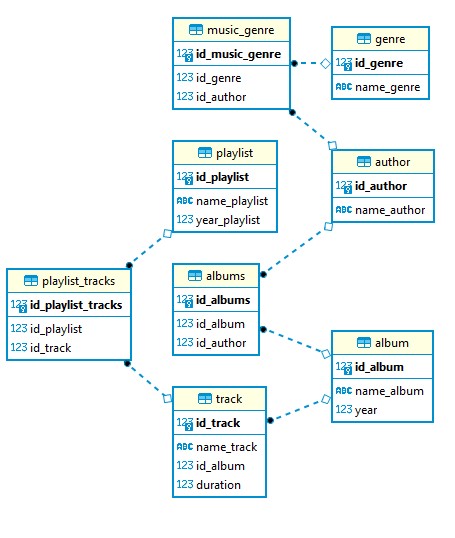 music_genre
123 id_music_genre
123 id_genre
123 id_author
genre
123 id_genre
ABC name_genre
playlist
123 id_playlist
ABC name_playlist
123 year_playlist
author
123 id_author
ABC name_author
playlist_tracks
123 id_playlist_tracks
123 id_playlist
123 id_track
albums
123 id_albums
123 id_album
123 id_author
album
123 id_album
ABC name_album
123 year
track
123 id_track
ABC name_track
123 id_album
123 duration